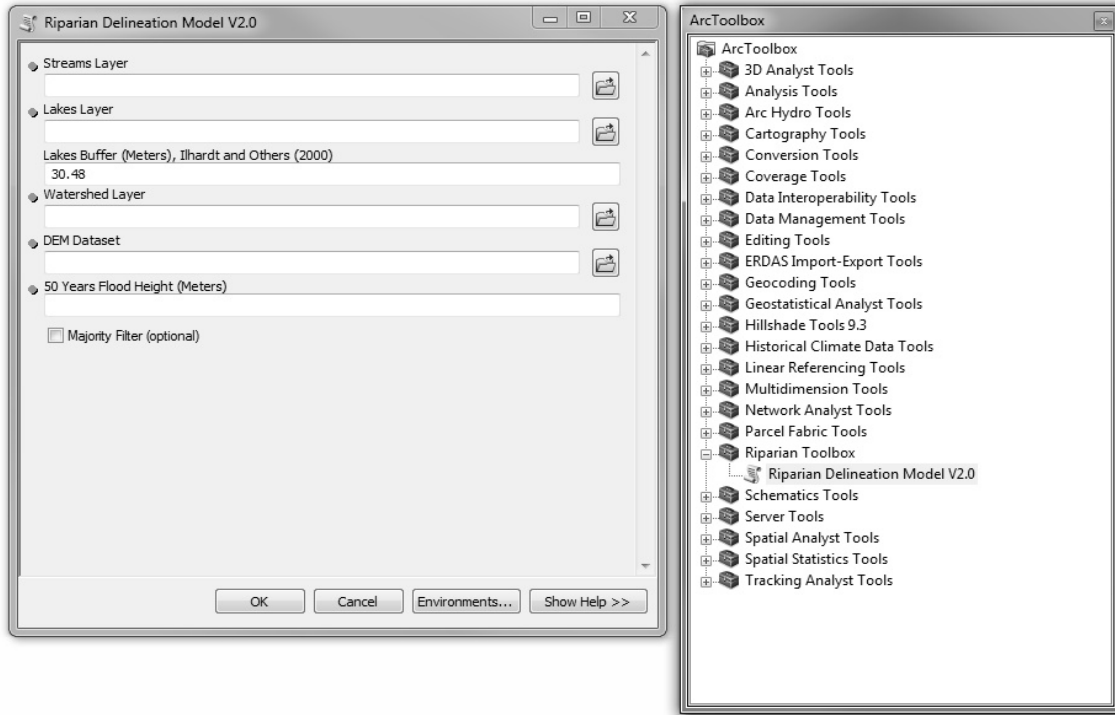 Riparian Delineation Model V2.0
Streams Layer
Lakes Layer
Lakes Buffer (Meters), Ilhardt and Others (2000)
30.48
Watershed Layer
DEM Dataset
50 Years Flood Height (Meters)
Majority Filter (optional)
OK
Cancel
Environments...
Show Help >>
ArcToolbox
ArcToolbox
3D Analyst Tools
Analysis Tools
Arc Hydro Tools
Cartography Tools
Conversion Tools
Coverage Tools
Data Interoperability Tools
Data Management Tools
Editing Tools
ERDAS Import-Export Tools
Geocoding Tools
Geostatistical Analyst Tools
Hillshade Tools 9.3
Historical Climate Data Tools
Linear Referencing Tools
Multidimension Tools
Network Analyst Tools
Parcel Fabric Tools
Riparian Toolbox
Riparian Delineation Model V2.0
Schematics Tools
Server Tools
Spatial Analyst Tools
Spatial Statistics Tools
Tracking Analyst Tools